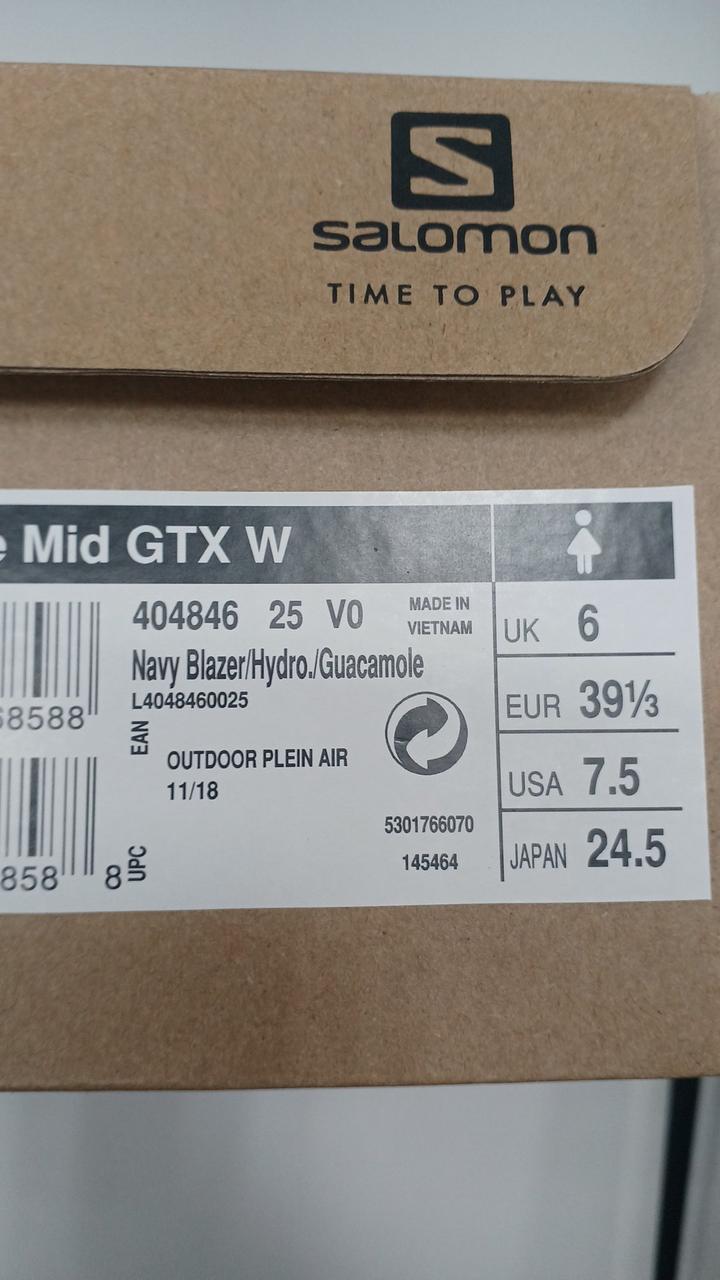 SALOMON
TIME TO PLAY
e Mid GTX W
404846 25 V0
MADE IN
VIETNAM
Navy Blazer/Hydro./Guacamole
L4048460025
68588
EAN
OUTDOOR PLEIN AIR
11/18
5301766070
145464
858 8
UPC
UK 6
EUR 39⅓
USA 7.5
JAPAN 24.5